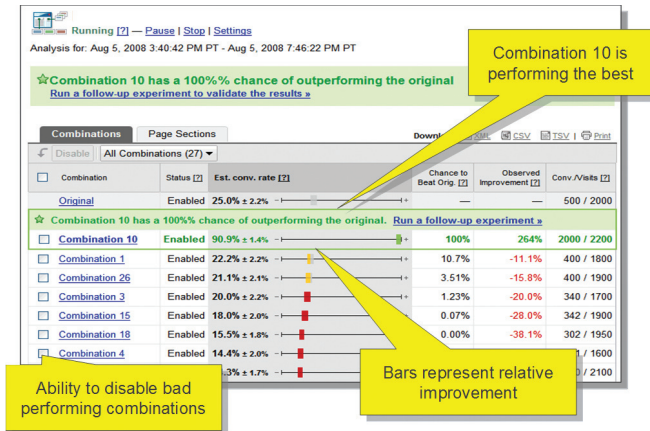 Running [?] — Pause | Stop | Settings
Analysis for: Aug 5, 2008 3:40:42 PM PT - Aug 5, 2008 7:46:22 PM PT
Combination 10 is
performing the best
Combination 10 has a 100%% chance of outperforming the original
Run a follow-up experiment to validate the results »
Combinations Page Sections XML CSV TSV | Print
Disable All Combinations (27)
Combination Status [?] Est. conv. rate [?] Chance to Beat Orig. [?] Observed Improvement [?] Conv./Visits [?]
Original Enabled 25.0% ± 2.2% — — 500 / 2000
Combination 10 has a 100%% chance of outperforming the original. Run a follow-up experiment »
Combination 10 Enabled 90.9% ± 1.4% 100% 264% 2000 / 2200
Combination 1 Enabled 22.2% ± 2.2% 10.7% -11.1% 400 / 1800
Combination 26 Enabled 21.1% ± 2.1% 3.51% -15.8% 400 / 1900
Combination 3 Enabled 20.0% ± 2.2% 1.23% -20.0% 340 / 1700
Combination 15 Enabled 18.0% ± 2.0% 0.07% -28.0% 342 / 1900
Combination 18 Enabled 15.5% ± 1.8% 0.00% -38.1% 302 / 1950
Combination 4 Enabled 14.4% ± 2.0% / 1600
± 1.7% / 2100
Bars represent relative
improvement
Ability to disable bad
performing combinations